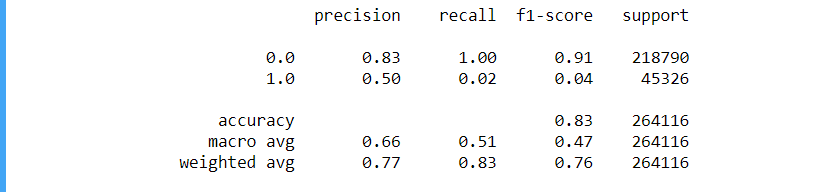 precision recall f1-score support
0.0 0.83 1.00 0.91 218790
1.0 0.50 0.02 0.04 45326
accuracy 0.83 264116
macro avg 0.66 0.51 0.47 264116
weighted avg 0.77 0.83 0.76 264116